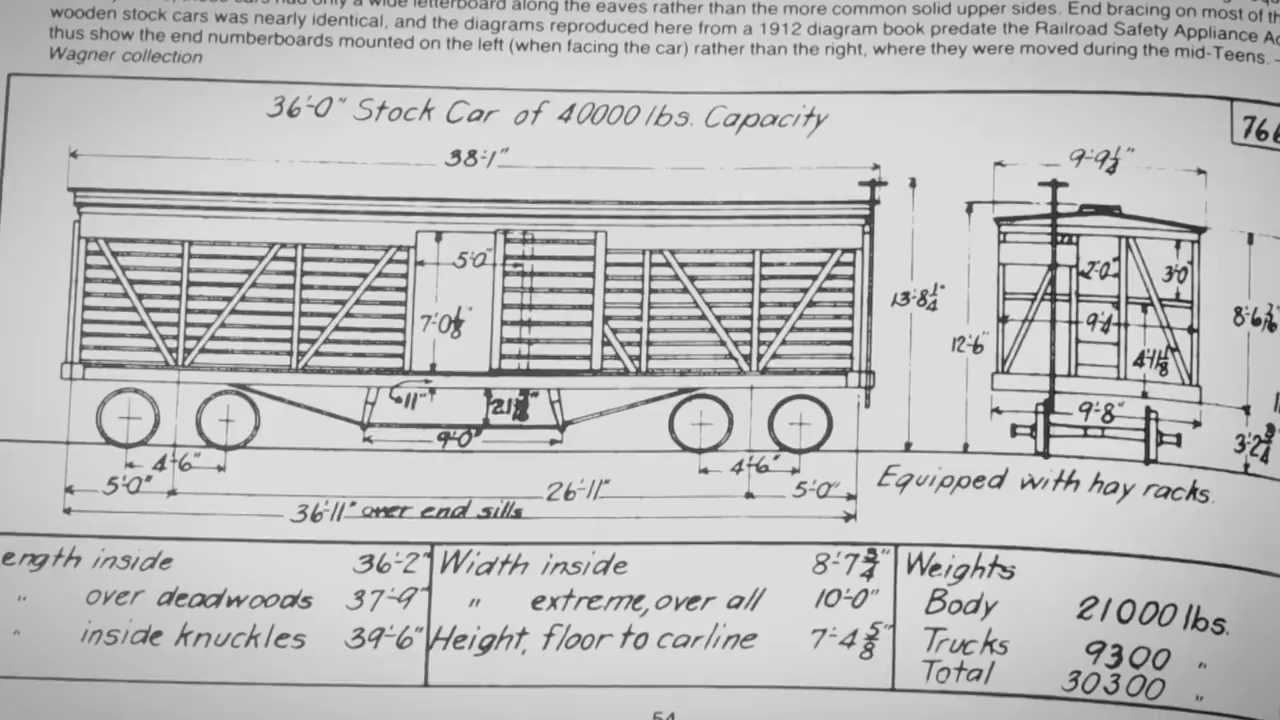 wooden stock cars was nearly identical, and the diagrams reproduced here from a 1912 diagram book predate the Railroad Safety Appliance
thus show the end numberboards mounted on the left (when facing the car) rather than the right, where they were moved during the mid-Teens. –
Wagner collection
36'-0" Stock Car of 40000 lbs. Capacity
766
38'-1"
9'-9¼"
5'-0"
7'-0⅛"
13'-8¼"
12'-6"
2'-0"
3'-0"
9'-4"
8'-6
11"
9'-0"
9'-8"
3'-2¾
4'-6"
4'-6"
5'-0"
26'-11"
5'-0"
36'-11" over end sills
Equipped with hay racks.
ength inside 36'-2"
" over deadwoods 37'-9"
" inside knuckles 39'-6"
Width inside 8'-7¾"
" extreme, over all 10'-0"
Height, floor to carline 7'-4⅝"
Weights
Body 21000 lbs.
Trucks 9300 "
Total 30300 "